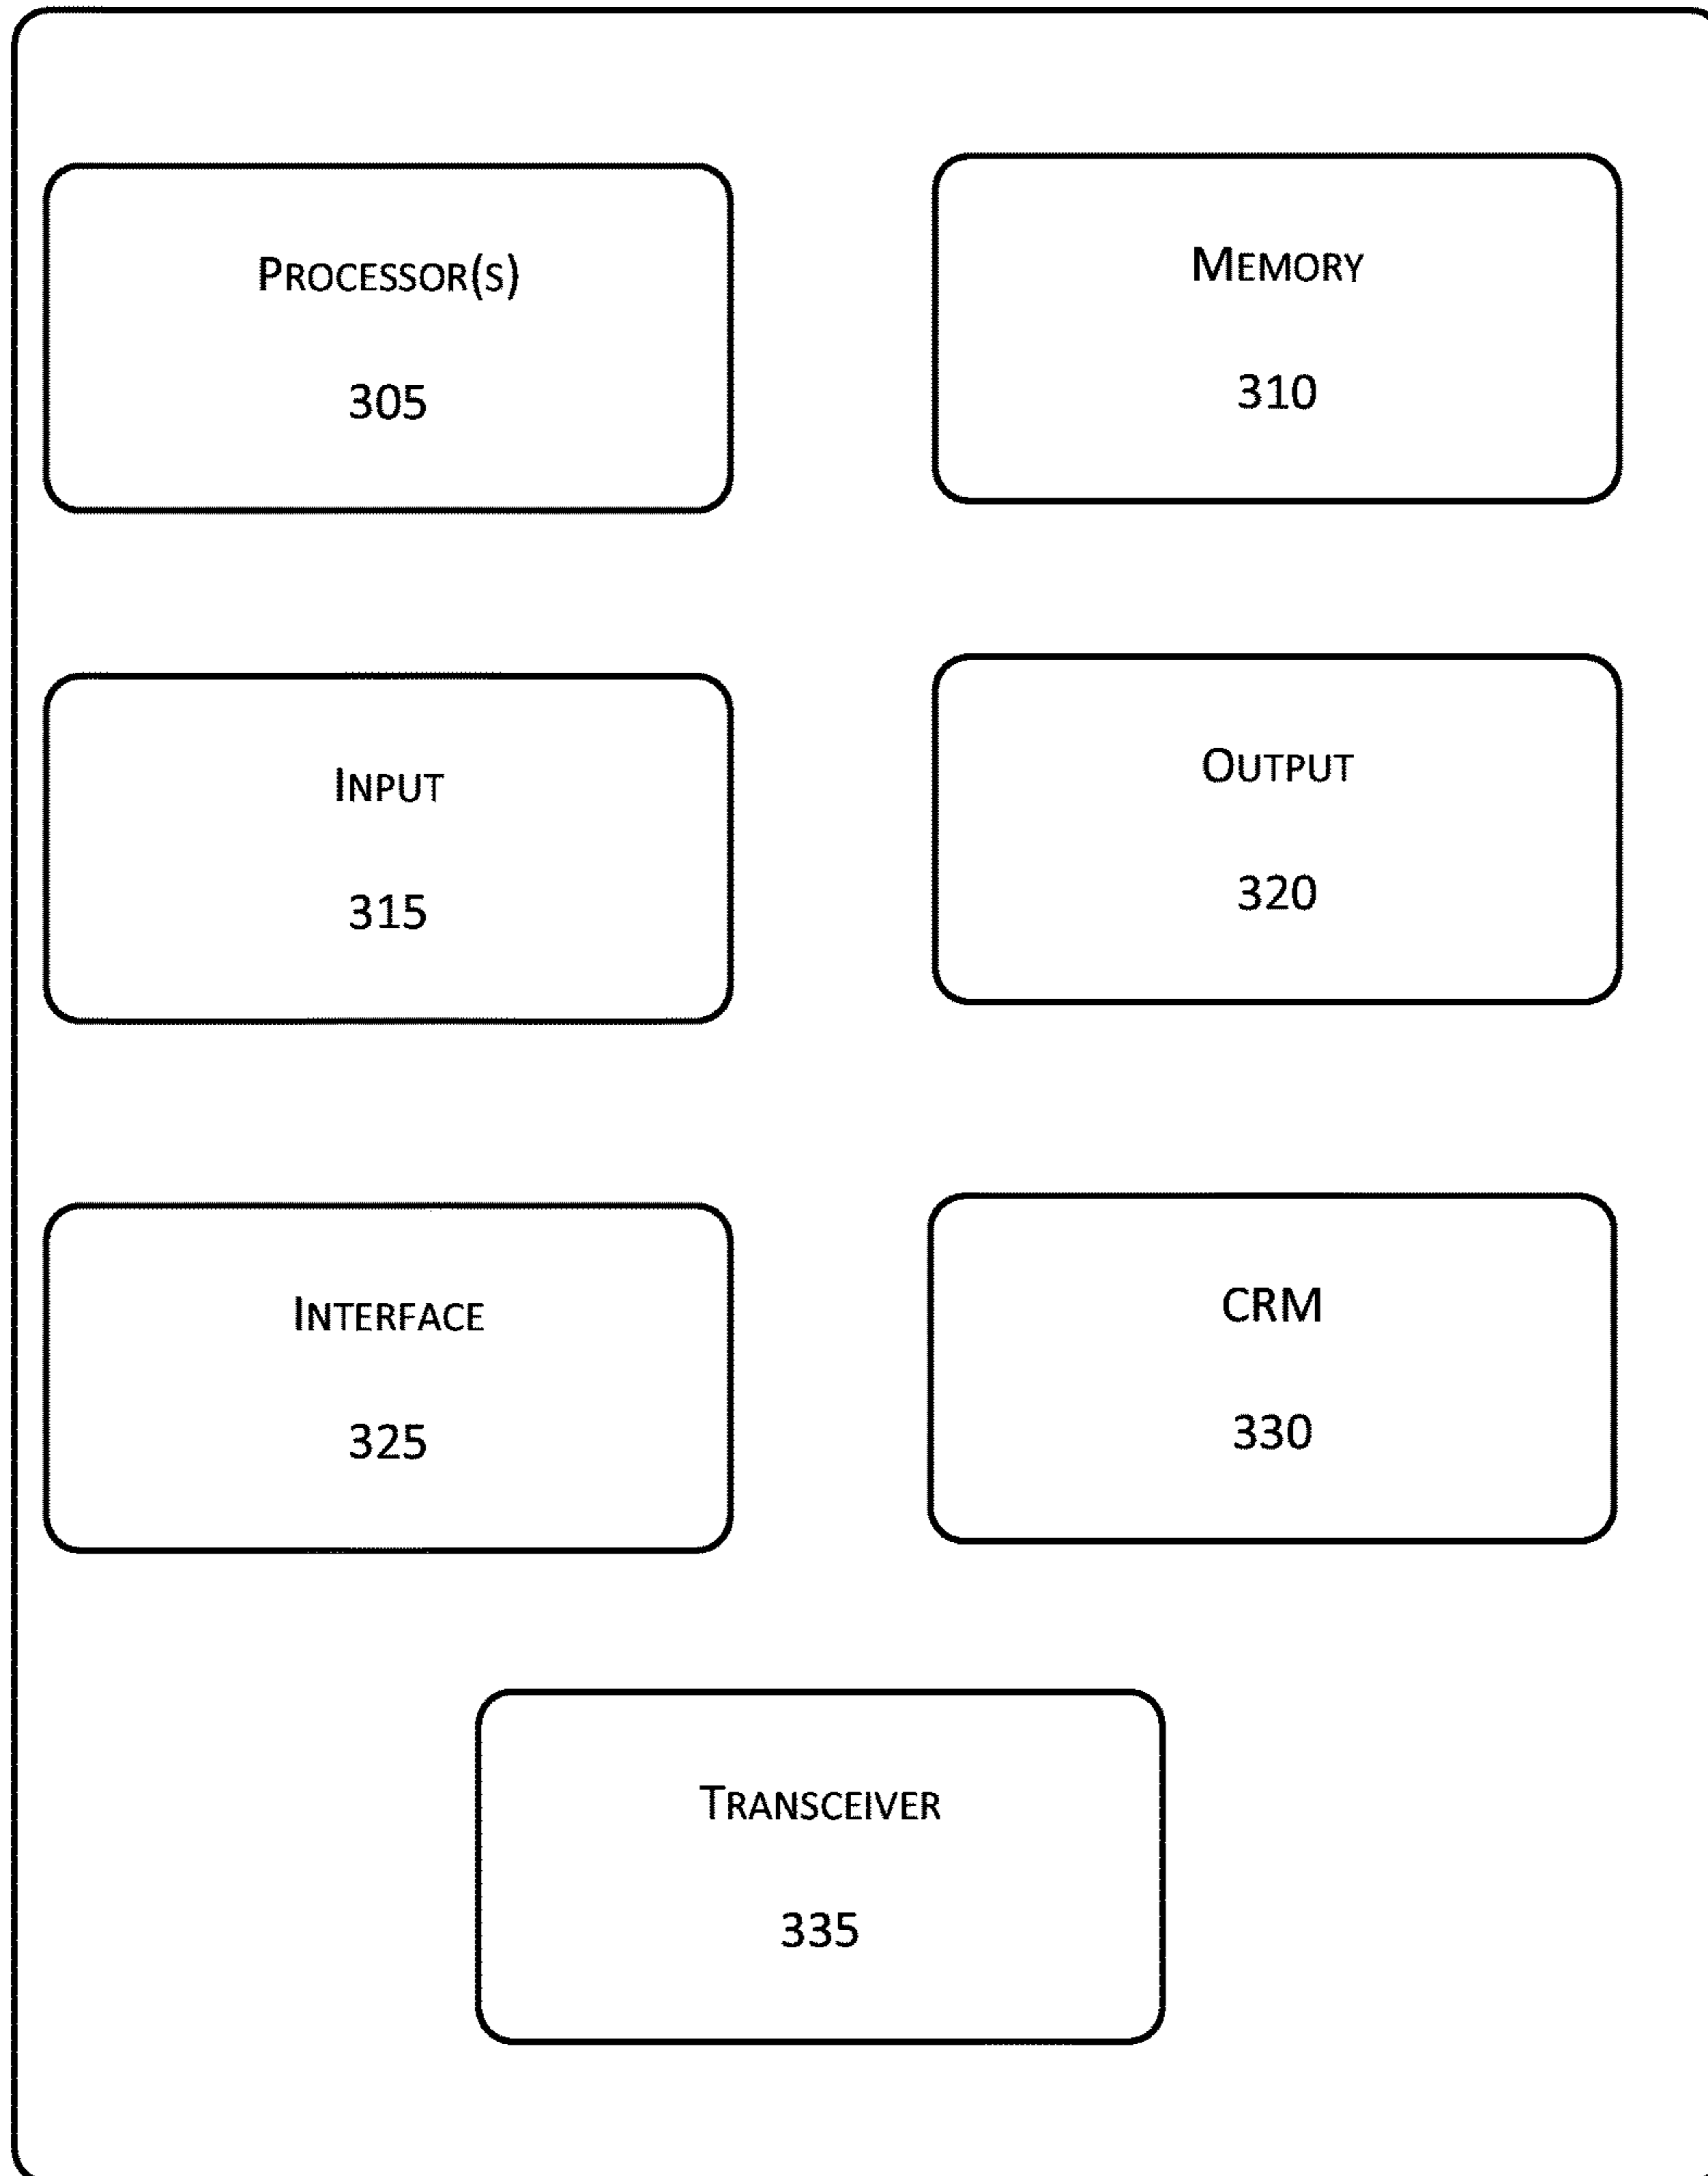 PROCESSOR(S)
305
MEMORY
310
INPUT
315
OUTPUT
320
INTERFACE
325
CRM
330
TRANSCEIVER
335